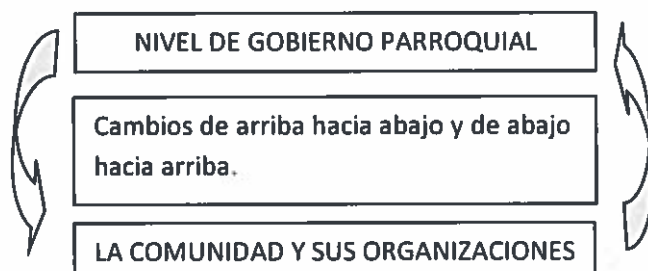 NIVEL DE GOBIERNO PARROQUIAL
Cambios de arriba hacia abajo y de abajo
hacia arriba.
LA COMUNIDAD Y SUS ORGANIZACIONES